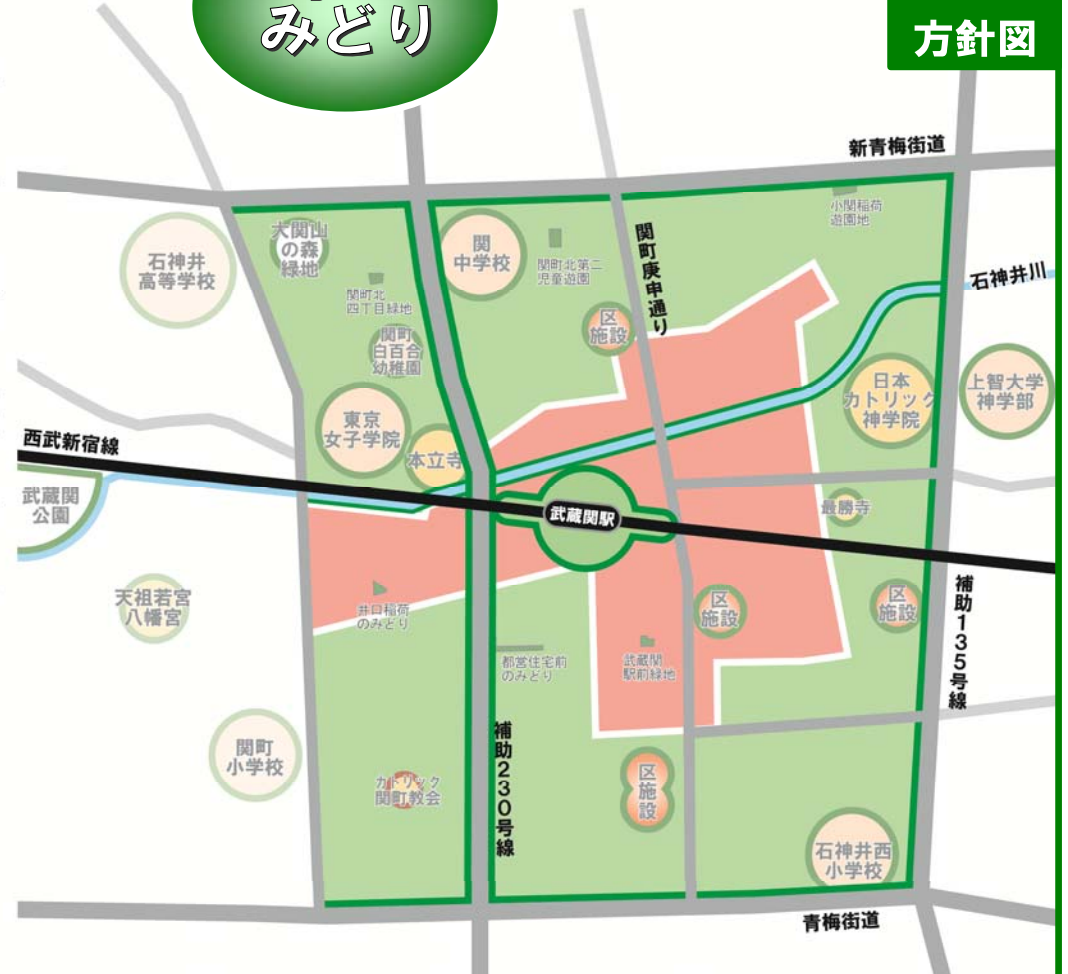 みどり
方針図
新青梅街道
小関稲荷
遊園地
大関山
の森
緑地
関
中学校
関町北第二
児童遊園
関町庚申通り
石神井
高等学校
石神井川
関町北
四丁目緑地
区
施設
関町
白百合
幼稚園
日本
カトリック
神学院
上智大学
神学部
東京
女子学院
本立寺
西武新宿線
武蔵関
公園
武蔵関駅
最勝寺
天祖若宮
八幡宮
井口稲荷
のみどり
区
施設
区
施設
補助135号線
都営住宅前
のみどり
武蔵関
駅前緑地
補助230号線
関町
小学校
カトリック
関町教会
区
施
設
石神井西
小学校
青梅街道